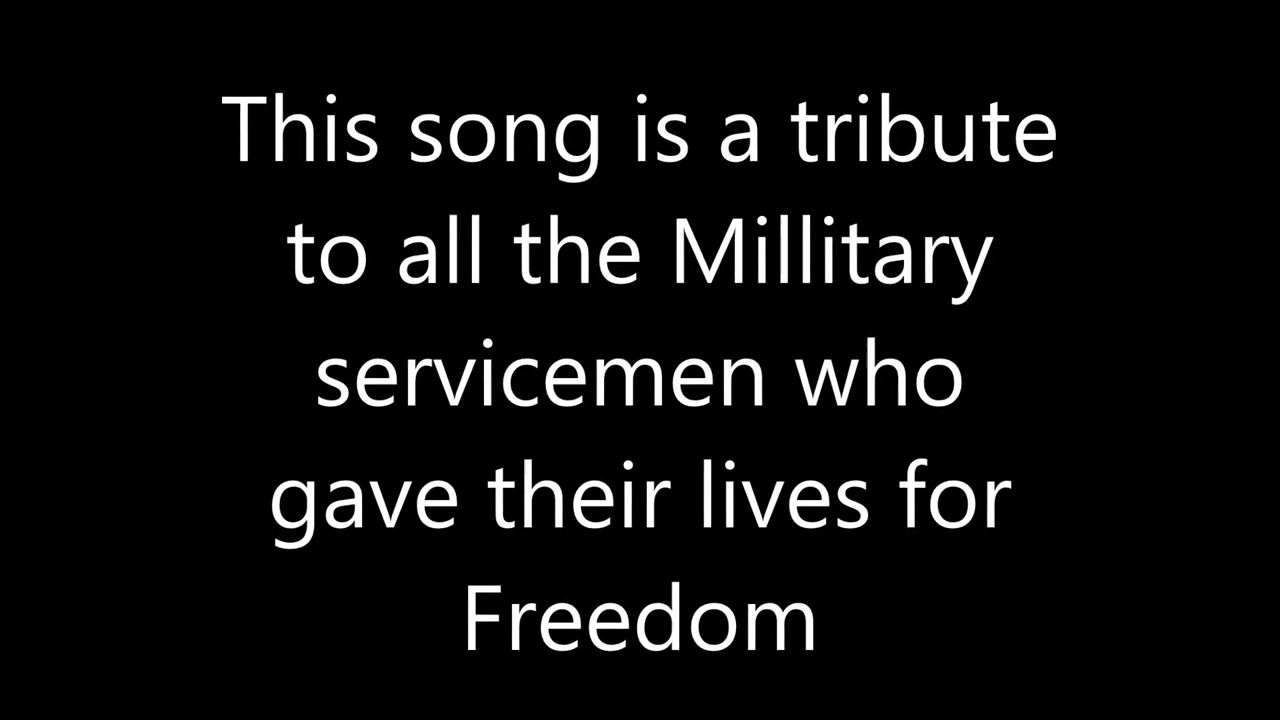 This song is a tribute
to all the Millitary
servicemen who
gave their lives for
Freedom